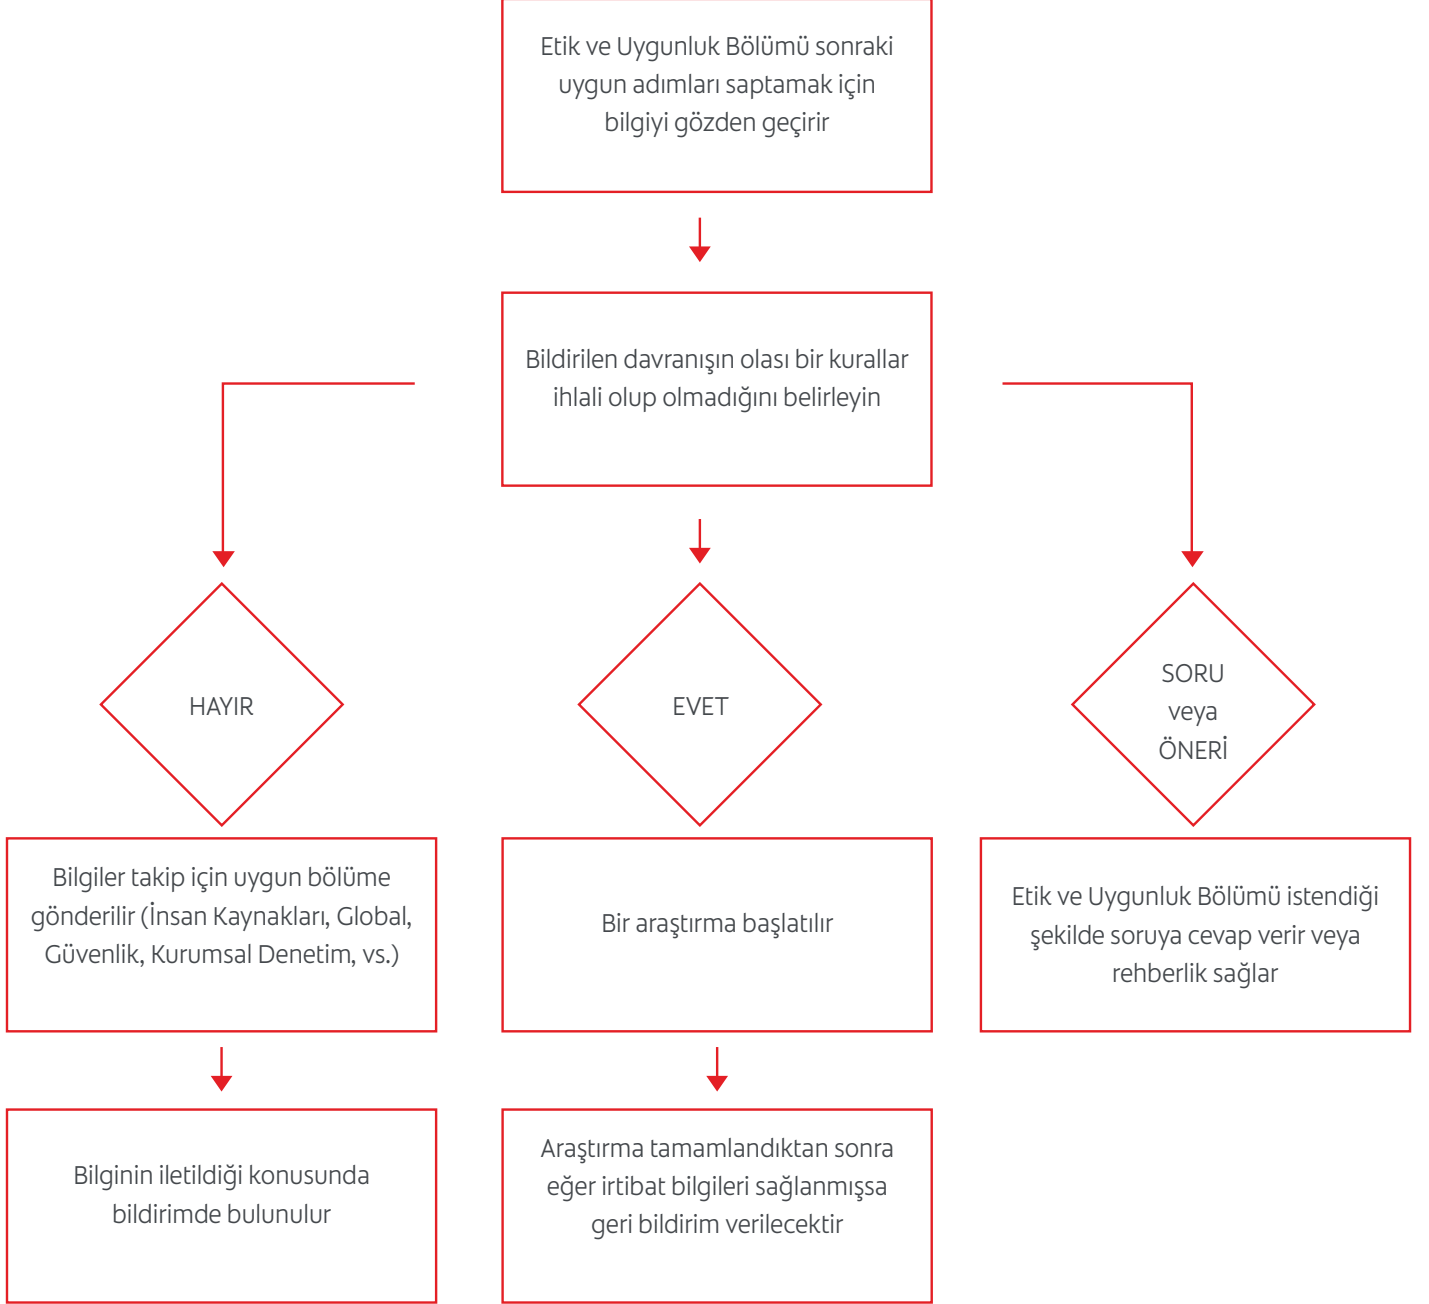 Etik ve Uygunluk Bölümü sonraki
uygun adımları saptamak için
bilgiyi gözden geçirir
Bildirilen davranışın olası bir kurallar
ihlali olup olmadığını belirleyin
HAYIR
EVET
SORU
veya
ÖNERİ
Bilgiler takip için uygun bölüme
gönderilir (İnsan Kaynakları, Global,
Güvenlik, Kurumsal Denetim, vs.)
Bir araştırma başlatılır
Etik ve Uygunluk Bölümü istendiği
şekilde soruya cevap verir veya
rehberlik sağlar
Bilginin iletildiği konusunda
bildirimde bulunulur
Araştırma tamamlandıktan sonra
eğer irtibat bilgileri sağlanmışsa
geri bildirim verilecektir